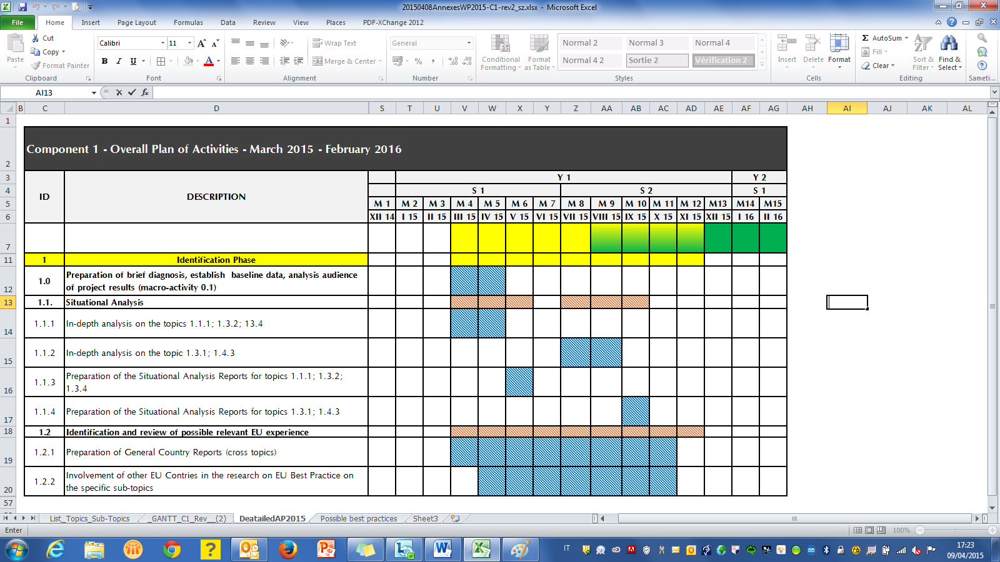 20150408AnnexesWP2015-C1-rev2_sz.xlsx - Microsoft Excel
File Home Insert Page Layout Formulas Data Review View Places PDF-XChange 2012
Paste
Cut
Copy
Format Painter
Clipboard
Calibri 11
B I U
Font
Wrap Text
Merge & Center
Alignment
General
Number
Conditional Formatting
Format as Table
Normal 2 Normal 3 Normal 4
Normal 4 2 Sortie 2 Vérification 2
Styles
Insert Delete Format
Cells
AutoSum
Fill
Clear
Sort & Filter
Find & Select
Editing
Sameti...
AI13
fx
B C D S T U V W X Y Z AA AB AC AD AE AF AG AH AI AJ AK AL
1
2 Component 1 - Overall Plan of Activities - March 2015 - February 2016
3 Y 1 Y 2
4 ID DESCRIPTION S 1 S 2 S 1
5 M 1 M 2 M 3 M 4 M 5 M 6 M 7 M 8 M 9 M 10 M 11 M 12 M13 M14 M15
6 XII 14 I 15 II 15 III 15 IV 15 V 15 VI 15 VII 15 VIII 15 IX 15 X 15 XI 15 XII 15 I 16 II 16
7
11 1 Identification Phase
12 1.0 Preparation of brief diagnosis, establish baseline data, analysis audience
of project results (macro-activity 0.1)
13 1.1. Situational Analysis
14 1.1.1 In-depth analysis on the topics 1.1.1; 1.3.2; 13.4
15 1.1.2 In-depth analysis on the topic 1.3.1; 1.4.3
16 1.1.3 Preparation of the Situational Analysis Reports for topics 1.1.1; 1.3.2;
1.3.4
17 1.1.4 Preparation of the Situational Analysis Reports for topics 1.3.1; 1.4.3
18 1.2 Identification and review of possible relevant EU experience
19 1.2.1 Preparation of General Country Reports (cross topics)
20 1.2.2 Involvement of other EU Contries in the research on EU Best Practice on
the specific sub-topics
57
List_Topics_Sub-Topics _GANTT_C1_Rev__(2) DeatailedAP2015 Possible best practices Sheet3
Enter 100%
IT 17:23
09/04/2015